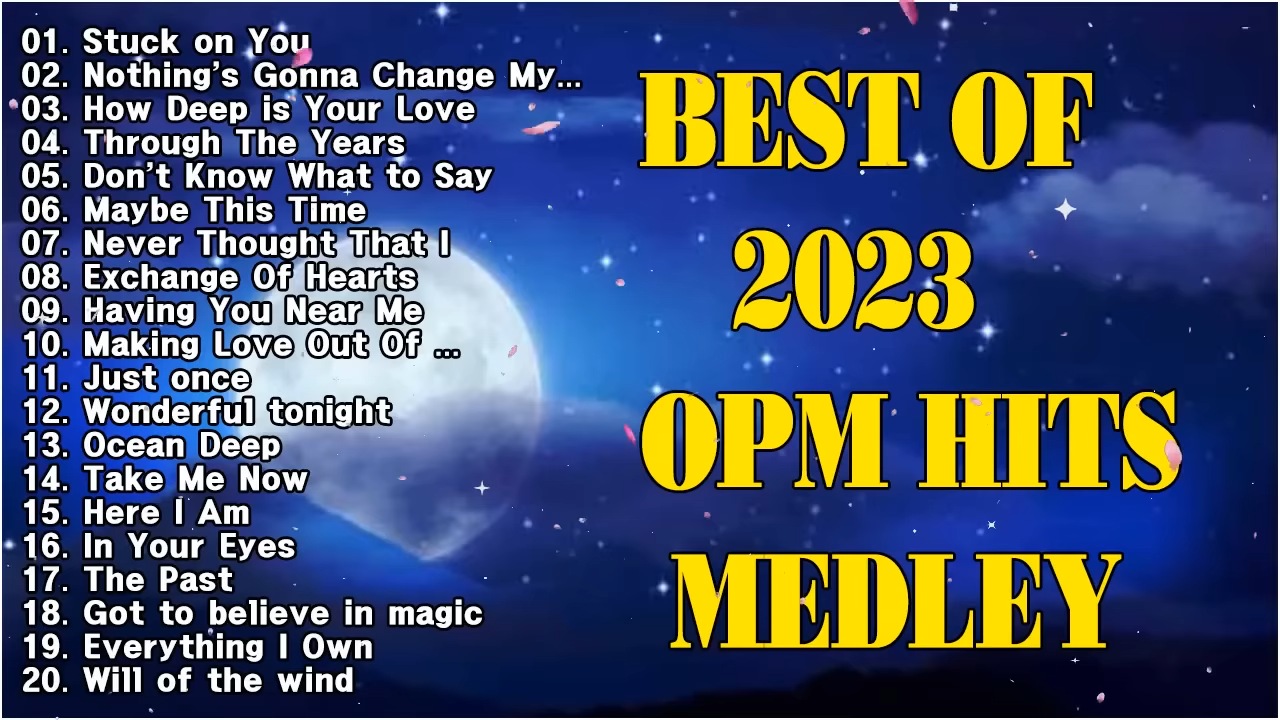 01. Stuck on You
02. Nothing's Gonna Change My...
03. How Deep is Your Love
04. Through The Years
05. Don't Know What to Say
06. Maybe This Time
07. Never Thought That I
08. Exchange Of Hearts
09. Having You Near Me
10. Making Love Out Of ...
11. Just once
12. Wonderful tonight
13. Ocean Deep
14. Take Me Now
15. Here I Am
16. In Your Eyes
17. The Past
18. Got to believe in magic
19. Everything I Own
20. Will of the wind
BEST OF
2023
OPM HITS
MEDLEY